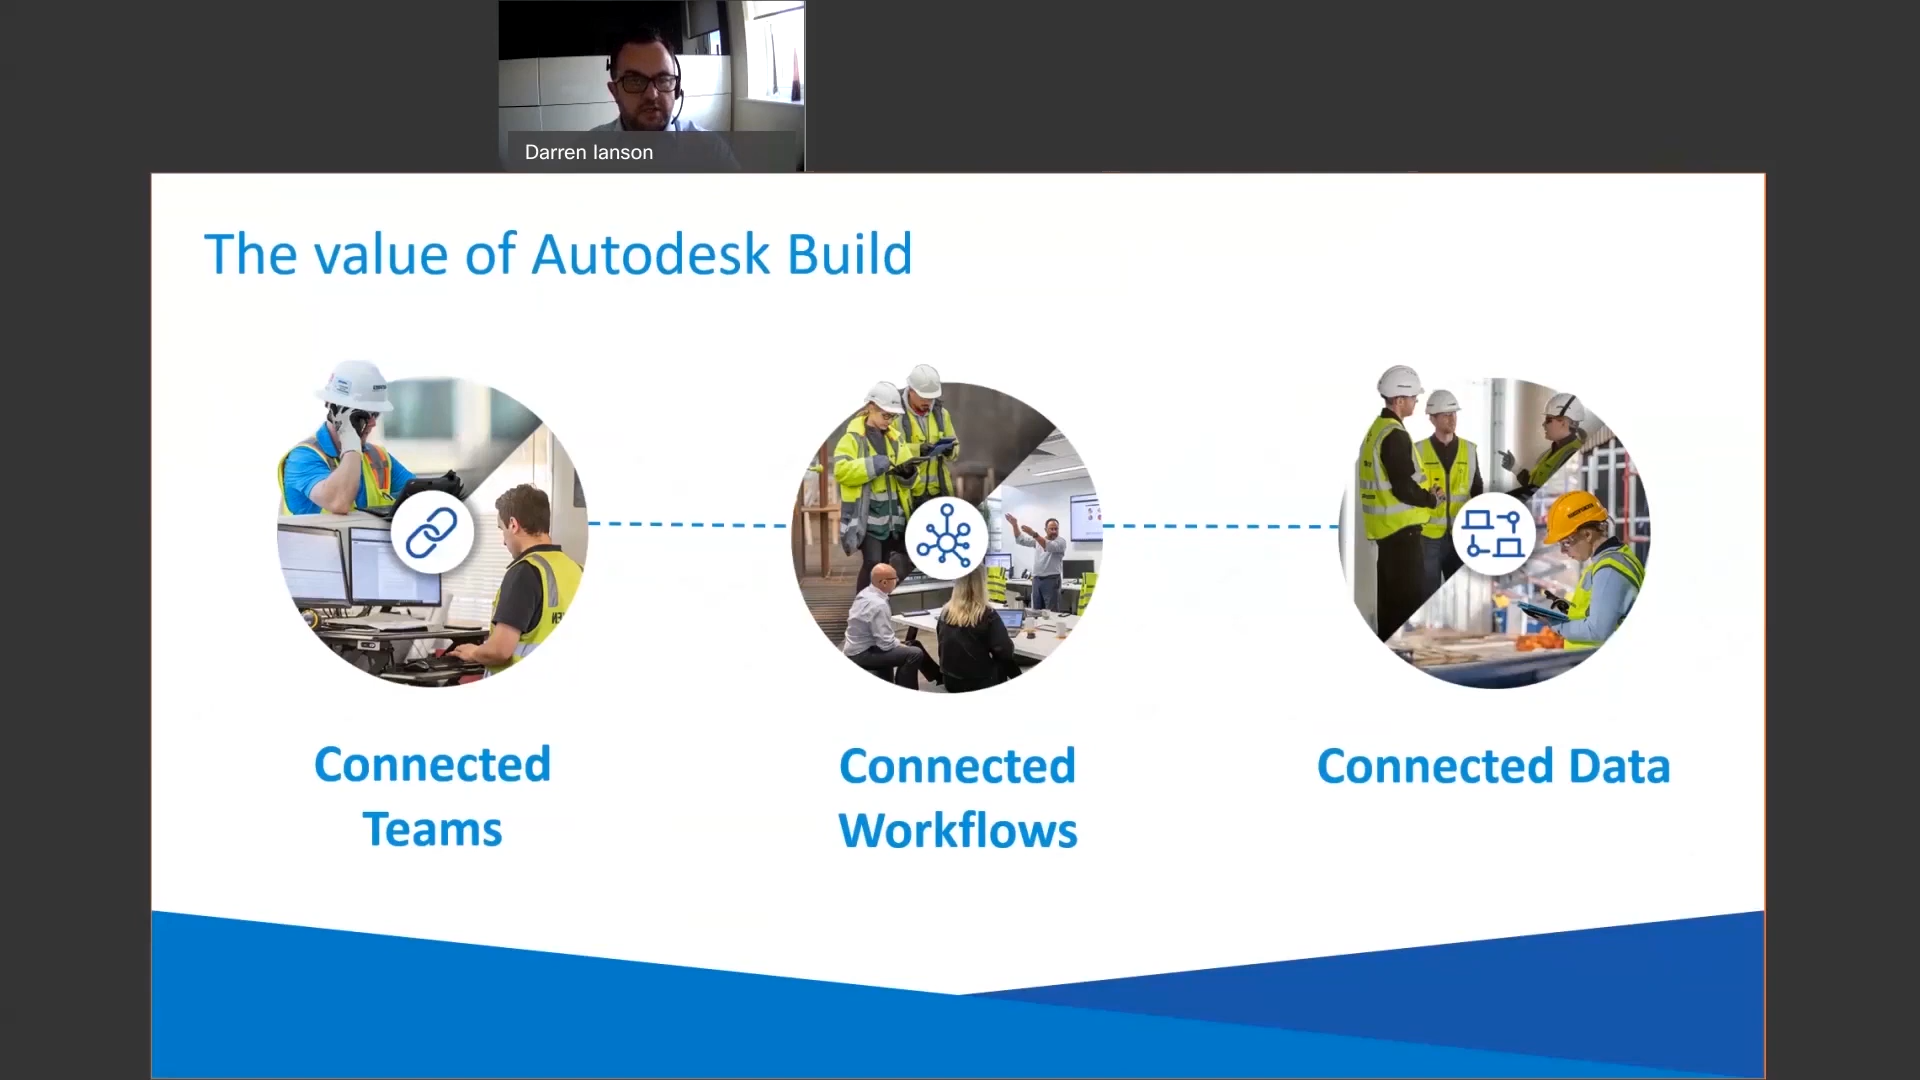 Darren Ianson
The value of Autodesk Build
Connected
Teams
Connected
Workflows
Connected Data